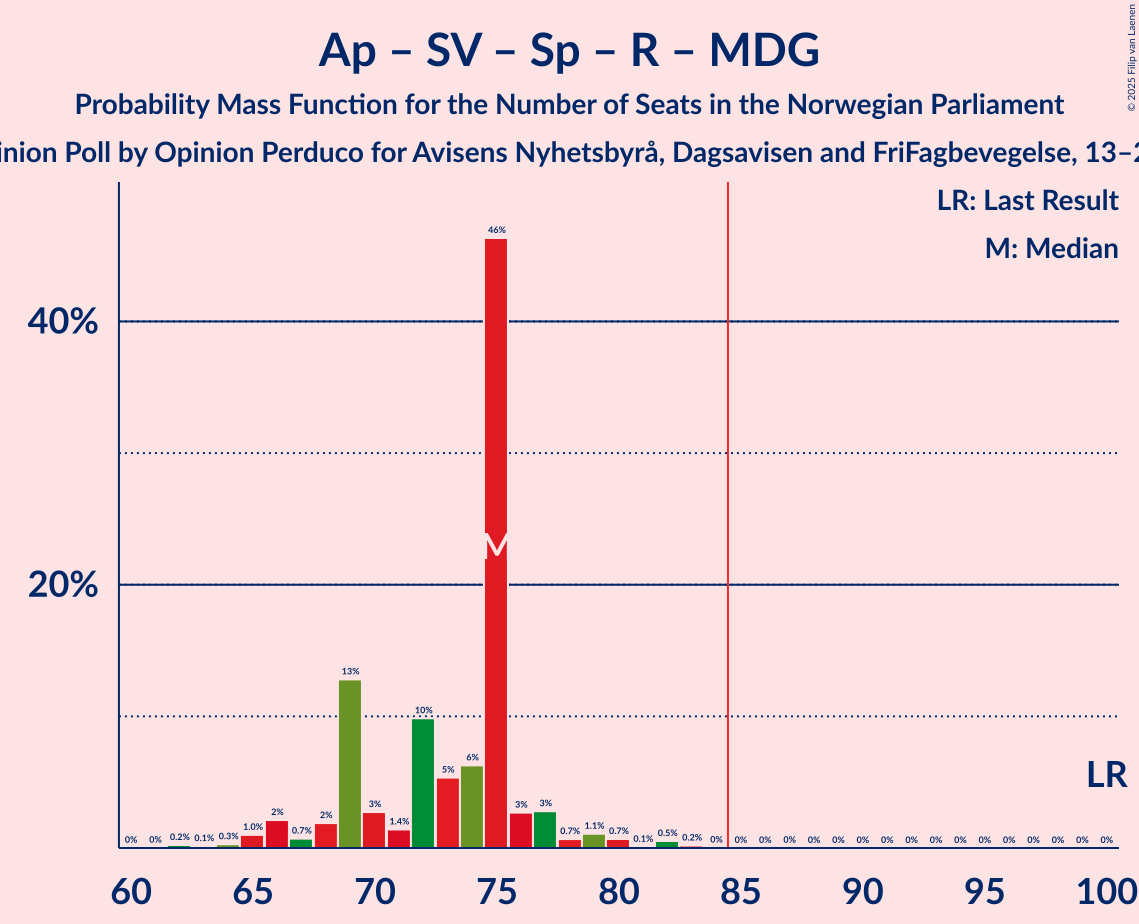 Ap – SV – Sp – R – MDG
Probability Mass Function for the Number of Seats in the Norwegian Parliament
Opinion Poll by Opinion Perduco for Avisens Nyhetsbyrå, Dagsavisen and FriFagbevegelse, 13–2
© 2025 Filip van Laenen
LR: Last Result
M: Median
46%
40%
M
20%
13%
10%
6%
5%
LR
0% 0% 0.2% 0.1% 0.3% 1.0% 2% 0.7% 2% 3% 1.4% 3% 3% 0.7% 1.1% 0.7% 0.1% 0.5% 0.2% 0% 0% 0% 0% 0% 0% 0% 0% 0% 0% 0% 0% 0% 0% 0% 0% 0%
60 65 70 75 80 85 90 95 100